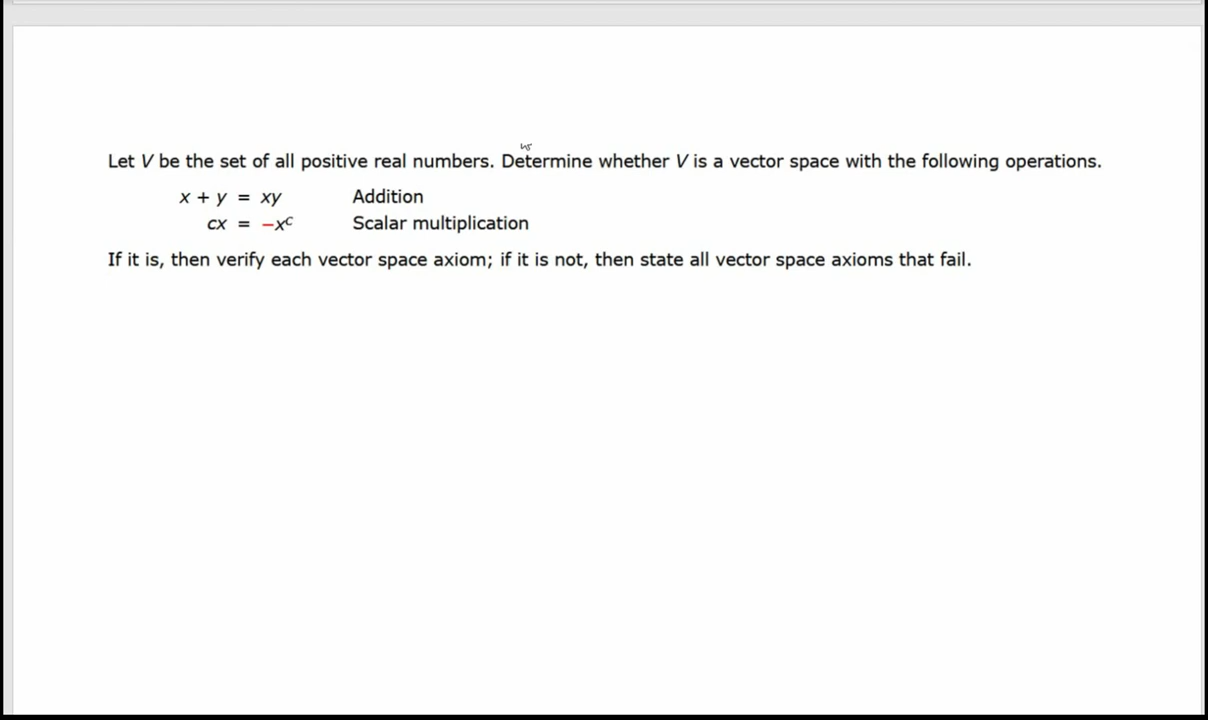 Let V be the set of all positive real numbers. Determine whether V is a vector space with the following operations.
x + y = xy Addition
cx = −xᶜ Scalar multiplication
If it is, then verify each vector space axiom; if it is not, then state all vector space axioms that fail.